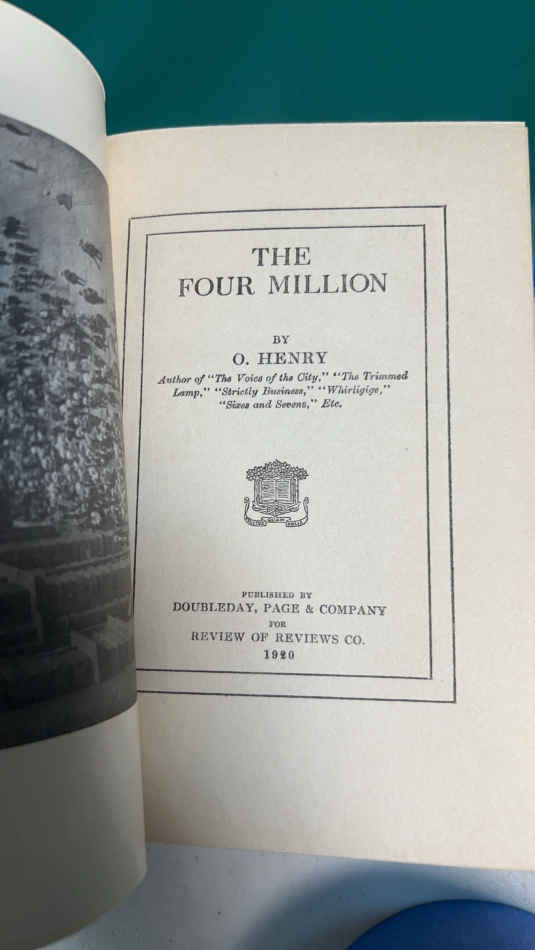 THE
FOUR MILLION
BY
O. HENRY
Author of "The Voice of the City," "The Trimmed
Lamp," "Strictly Business," "Whirligigs,"
"Sixes and Sevens," Etc.
PUBLISHED BY
DOUBLEDAY, PAGE & COMPANY
FOR
REVIEW OF REVIEWS CO.
1920